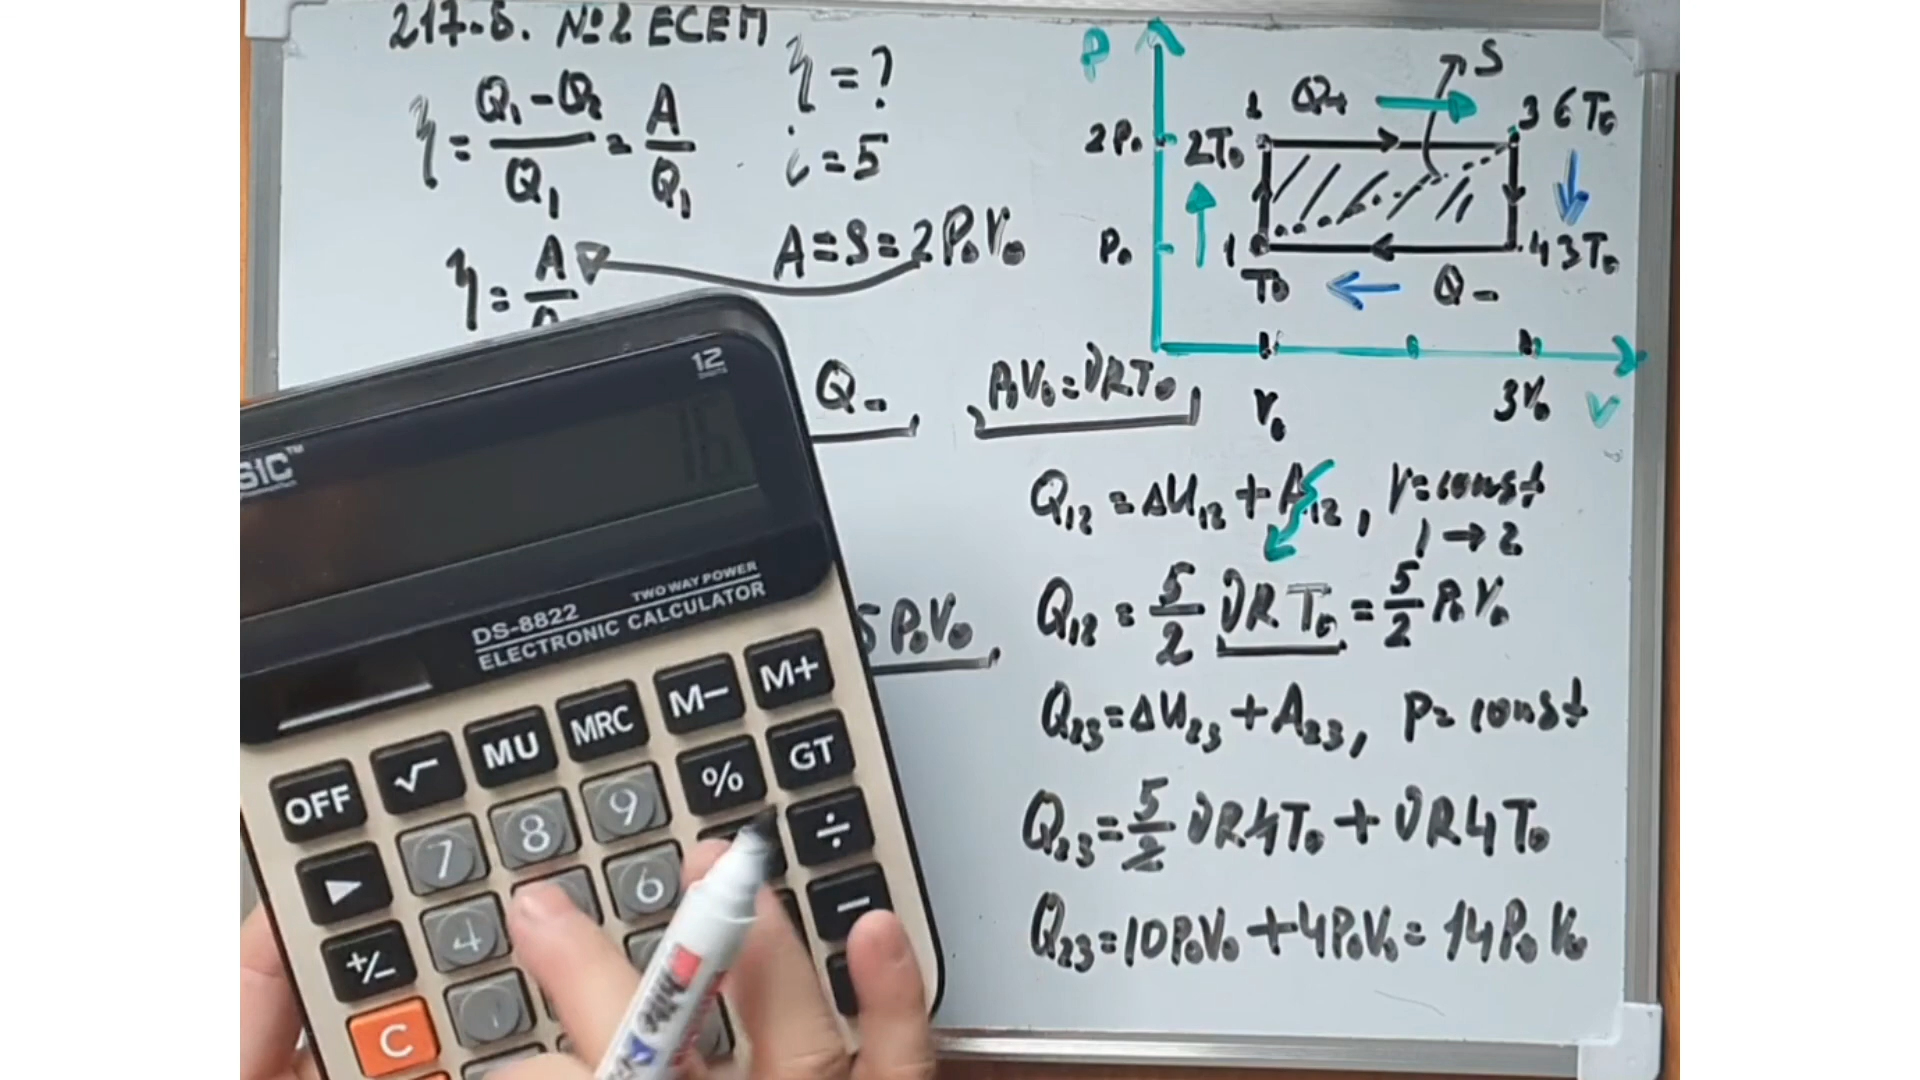 217-б. №2 ЕСЕП
η = (Q₁ - Q₂)/Q₁ = A/Q₁
η = ?
i = 5
A = S = 2P₀V₀
η = A/
Q₋
P₀V₀ = νRT₀
5P₀V₀
P
2P₀
P₀
2T₀
2
Q₊
S
3 6T₀
1
T₀
Q₋
4 3T₀
V₀
3V₀
V
Q₁₂ = ΔU₁₂ + A₁₂, V = const
1 → 2
Q₁₂ = 5/2 νRT₀ = 5/2 P₀V₀
Q₂₃ = ΔU₂₃ + A₂₃, P = const
Q₂₃ = 5/2 νR4T₀ + νR4T₀
Q₂₃ = 10P₀V₀ + 4P₀V₀ = 14P₀V₀
12
DIGITS
SIC™
TWO WAY POWER
DS-8822
ELECTRONIC CALCULATOR
OFF √ MU MRC M− M+
▶ 7 8 9 % GT
+/− 4 6 ÷
C −